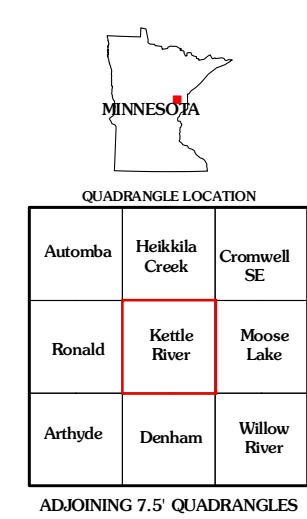 MINNESOTA
QUADRANGLE LOCATION
Automba
Heikkila
Creek
Cromwell
SE
Ronald
Kettle
River
Moose
Lake
Arthyde
Denham
Willow
River
ADJOINING 7.5' QUADRANGLES